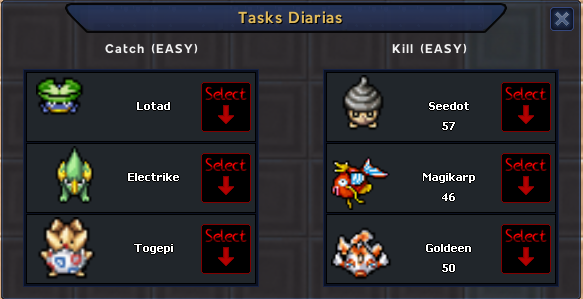 Tasks Diarias
Catch (EASY)
Kill (EASY)
Lotad
Select
Electrike
Select
Togepi
Select
Seedot
57
Select
Magikarp
46
Select
Goldeen
50
Select